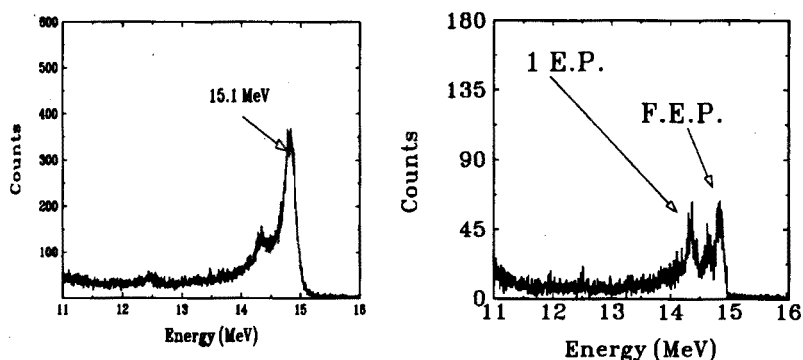 600
500
400
300
200
100
11 12 13 14 15 16
Counts
Energy (MeV)
15.1 MeV
180
135
90
45
0
11 12 13 14 15 16
Counts
Energy (MeV)
1 E.P.
F.E.P.